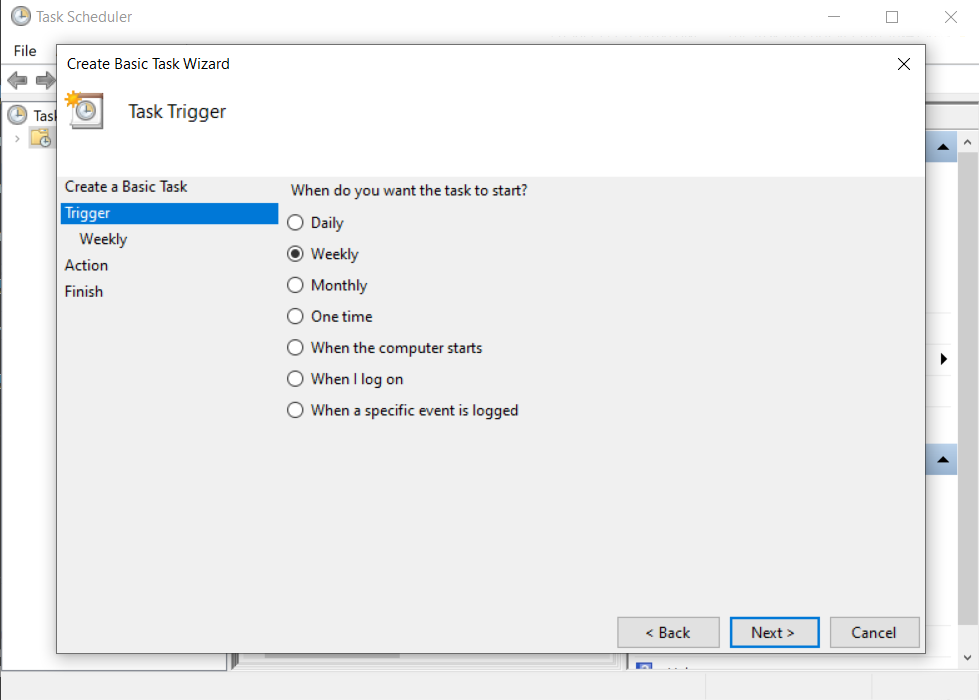 Task Scheduler
File
Create Basic Task Wizard
Task Trigger
Create a Basic Task
Trigger
Weekly
Action
Finish
When do you want the task to start?
Daily
Weekly
Monthly
One time
When the computer starts
When I log on
When a specific event is logged
< Back
Next >
Cancel